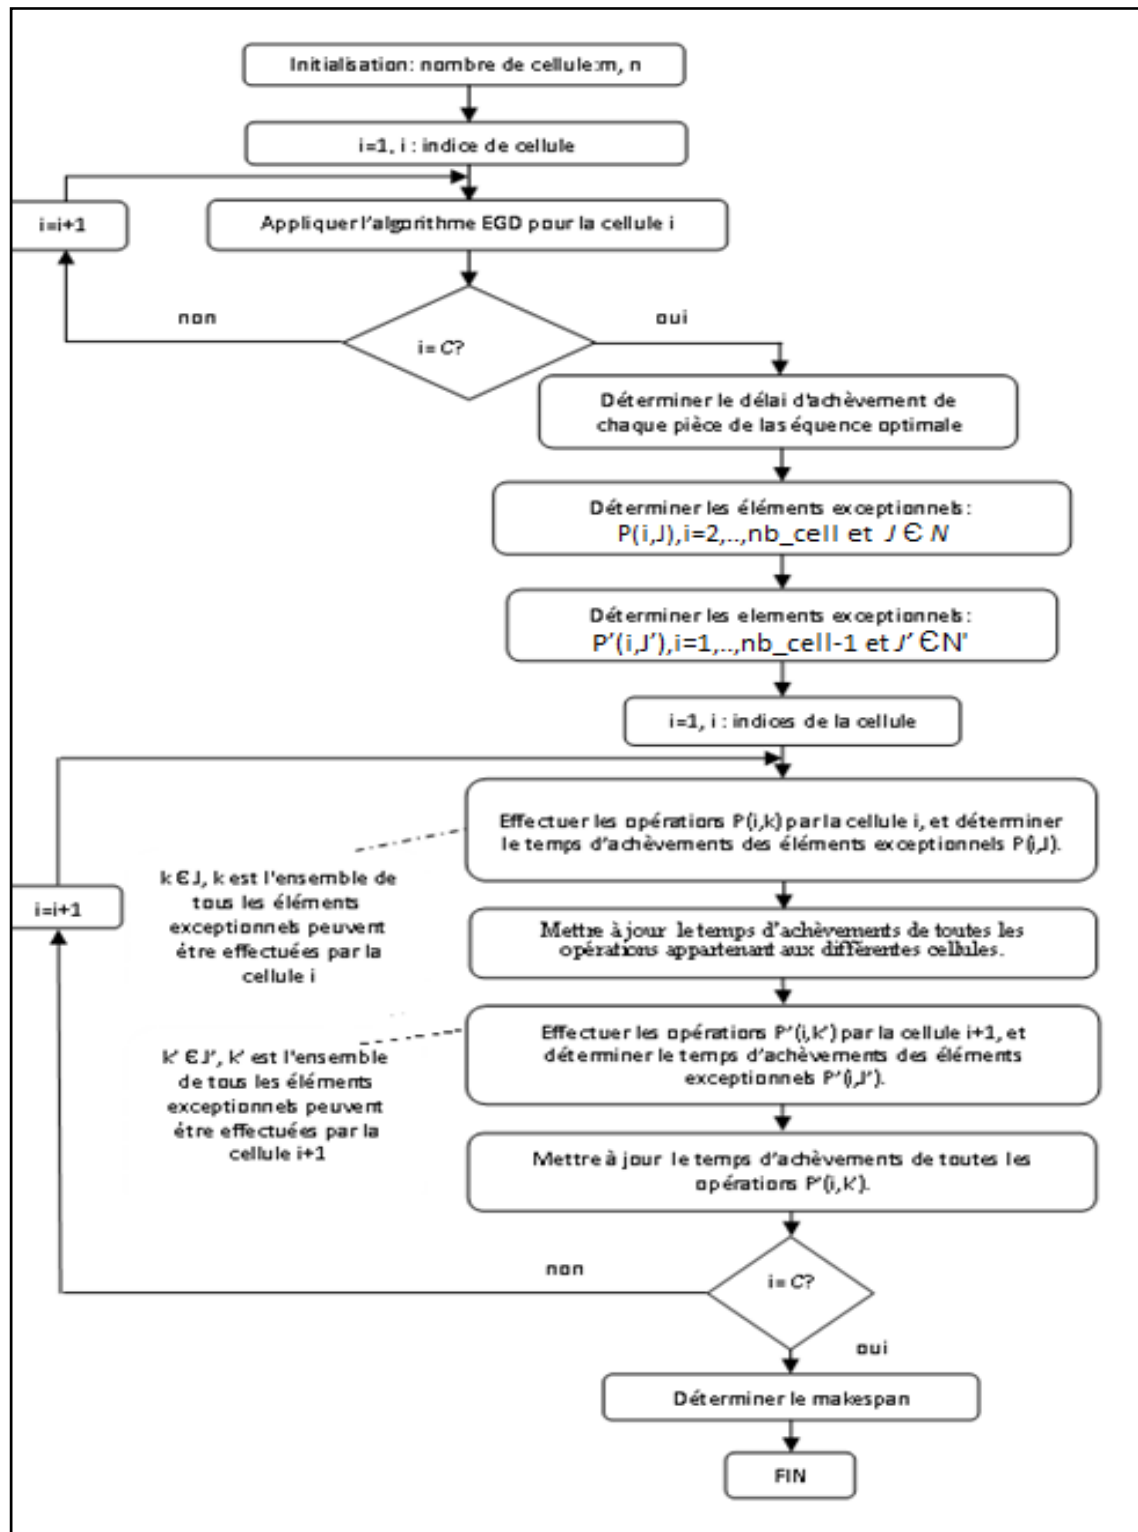 Initialisation: nombre de cellule:m, n
i=1, i : indice de cellule
i=i+1
Appliquer l'algorithme EGD pour la cellule i
non
oui
i= C?
Déterminer le délai d'achèvement de
chaque pièce de las équence optimale
Déterminer les éléments exceptionnels:
P(i,J),i=2,..,nb_cell et J Є N
Déterminer les elements exceptionnels:
P'(i,J'),i=1,..,nb_cell-1 et J' ЄN'
i=1, i : indices de la cellule
Effectuer les opérations P(i,k) par la cellule i, et déterminer
le temps d'achèvements des éléments exceptionnels P(i,J).
k Є J, k est l'ensemble de
tous les éléments
exceptionnels peuvent
être effectuées par la
cellule i
i=i+1
Mettre à jour le temps d'achèvements de toutes les
opérations appartenant aux différentes cellules.
Effectuer les opérations P'(i,k') par la cellule i+1, et
déterminer le temps d'achèvements des éléments
exceptionnels P'(i,J').
k' Є J', k' est l'ensemble
de tous les éléments
exceptionnels peuvent
être effectuées par la
cellule i+1
Mettre à jour le temps d'achèvements de toutes les
opérations P'(i,k').
non
i= C?
oui
Déterminer le makespan
FIN